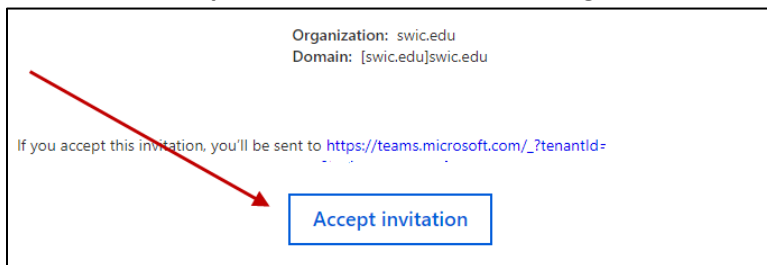 Organization: swic.edu
Domain: [swic.edu]swic.edu
If you accept this invitation, you'll be sent to https://teams.microsoft.com/_?tenantId=
Accept invitation